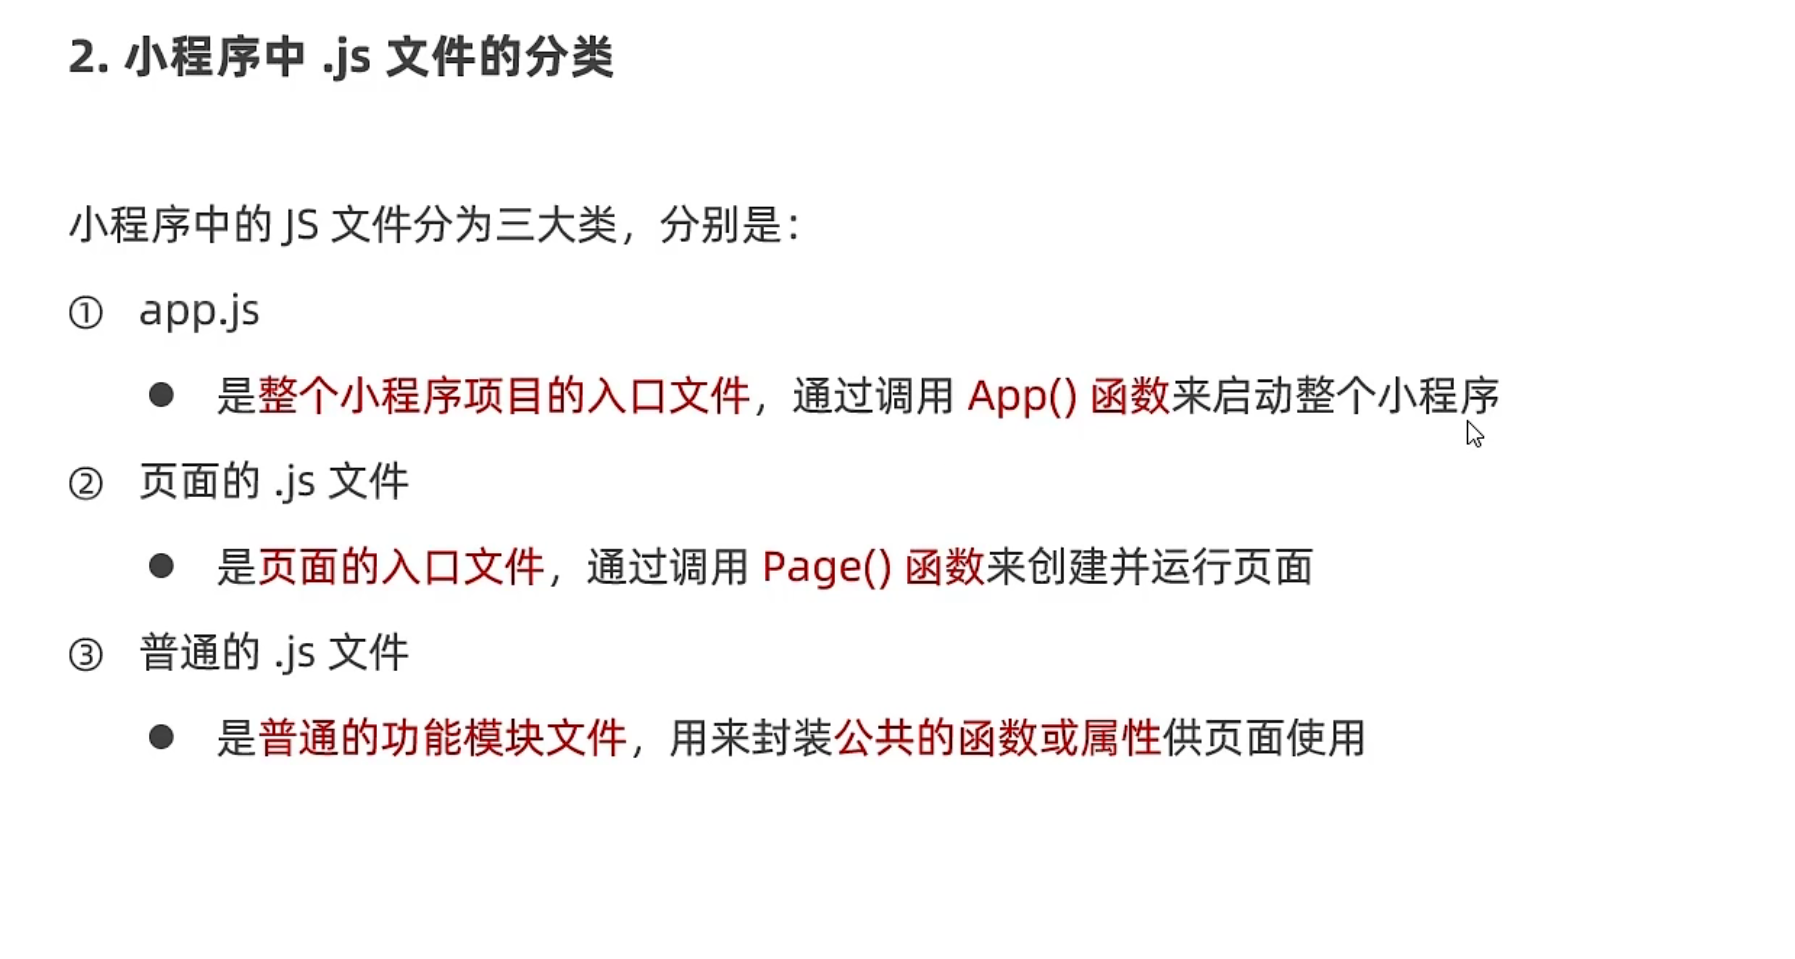 2. 小程序中 .js 文件的分类
小程序中的 JS 文件分为三大类，分别是：
① app.js
● 是整个小程序项目的入口文件，通过调用 App() 函数来启动整个小程序
② 页面的 .js 文件
● 是页面的入口文件，通过调用 Page() 函数来创建并运行页面
③ 普通的 .js 文件
● 是普通的功能模块文件，用来封装公共的函数或属性供页面使用